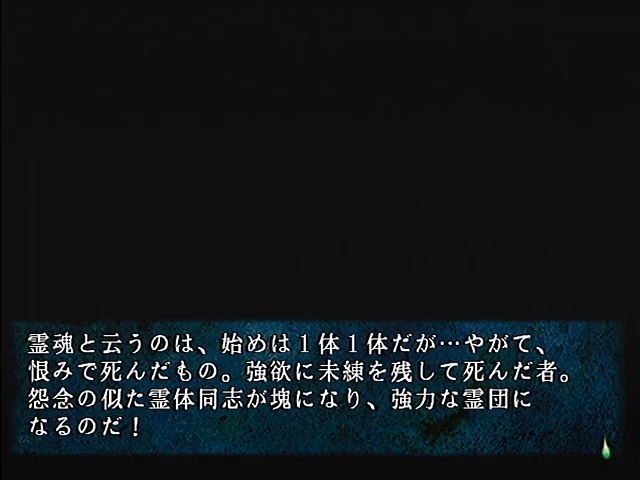 霊魂と云うのは、始めは１体１体だが…やがて、
恨みで死んだもの。強欲に未練を残して死んだ者。
怨念の似た霊体同志が塊になり、強力な霊団に
なるのだ！